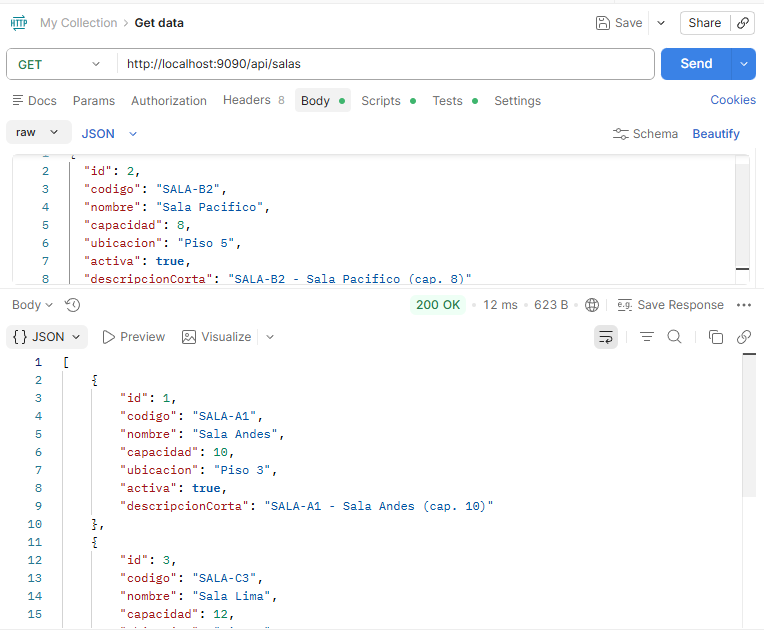 HTTP My Collection > Get data Save Share
GET http://localhost:9090/api/salas Send
Docs Params Authorization Headers 8 Body Scripts Tests Settings Cookies
raw JSON Schema Beautify
2 "id": 2,
3 "codigo": "SALA-B2",
4 "nombre": "Sala Pacifico",
5 "capacidad": 8,
6 "ubicacion": "Piso 5",
7 "activa": true,
8 "descripcionCorta": "SALA-B2 - Sala Pacifico (cap. 8)"
Body 200 OK • 12 ms • 623 B • e.g. Save Response
{} JSON Preview Visualize
1 [
2 {
3 "id": 1,
4 "codigo": "SALA-A1",
5 "nombre": "Sala Andes",
6 "capacidad": 10,
7 "ubicacion": "Piso 3",
8 "activa": true,
9 "descripcionCorta": "SALA-A1 - Sala Andes (cap. 10)"
10 },
11 {
12 "id": 3,
13 "codigo": "SALA-C3",
14 "nombre": "Sala Lima",
15 "capacidad": 12,